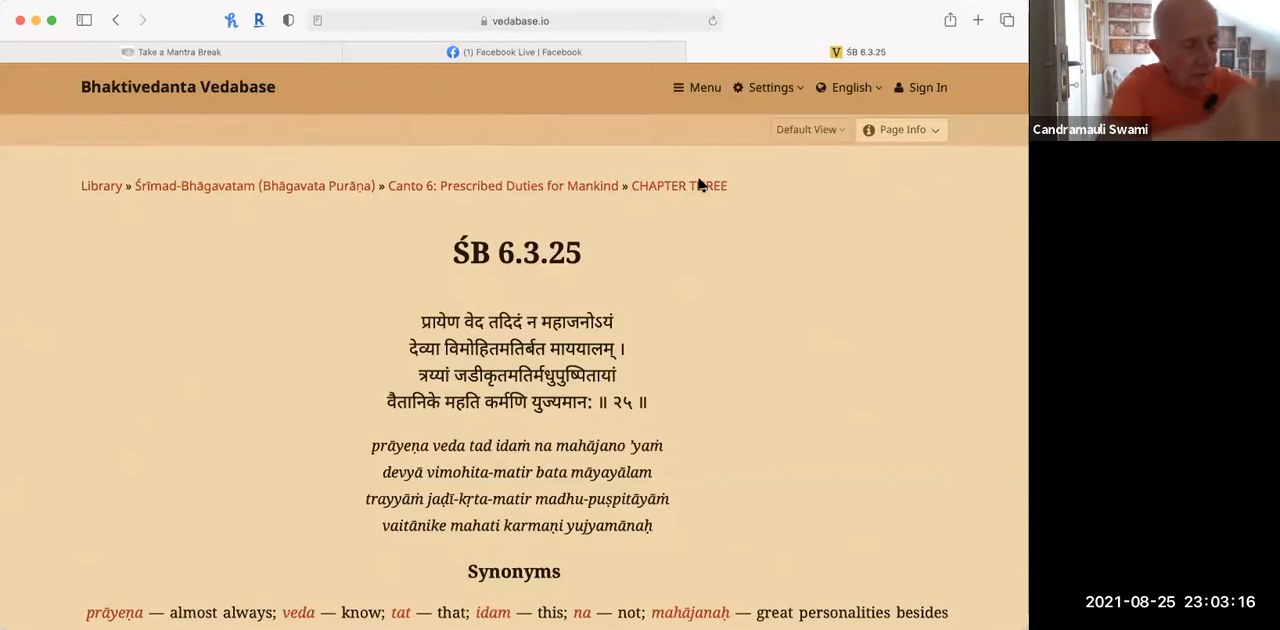 vedabase.io
Take a Mantra Break
(1) Facebook Live | Facebook
V ŚB 6.3.25
Bhaktivedanta Vedabase
Menu Settings English Sign In
Default View Page Info
Library » Śrīmad-Bhāgavatam (Bhāgavata Purāṇa) » Canto 6: Prescribed Duties for Mankind » CHAPTER THREE
ŚB 6.3.25
प्रायेण वेद तदिदं न महाजनोऽयं
देव्या विमोहितमतिर्बत माययालम् ।
त्रय्यां जडीकृतमतिर्मधुपुष्पितायां
वैतानिके महति कर्मणि युज्यमान: ॥ २५ ॥
prāyeṇa veda tad idaṁ na mahājano ’yaṁ
devyā vimohita-matir bata māyayālam
trayyāṁ jaḍī-kṛta-matir madhu-puṣpitāyāṁ
vaitānike mahati karmaṇi yujyamānaḥ
Synonyms
prāyeṇa — almost always; veda — know; tat — that; idam — this; na — not; mahājanaḥ — great personalities besides
Candramauli Swami
2021-08-25 23:03:16